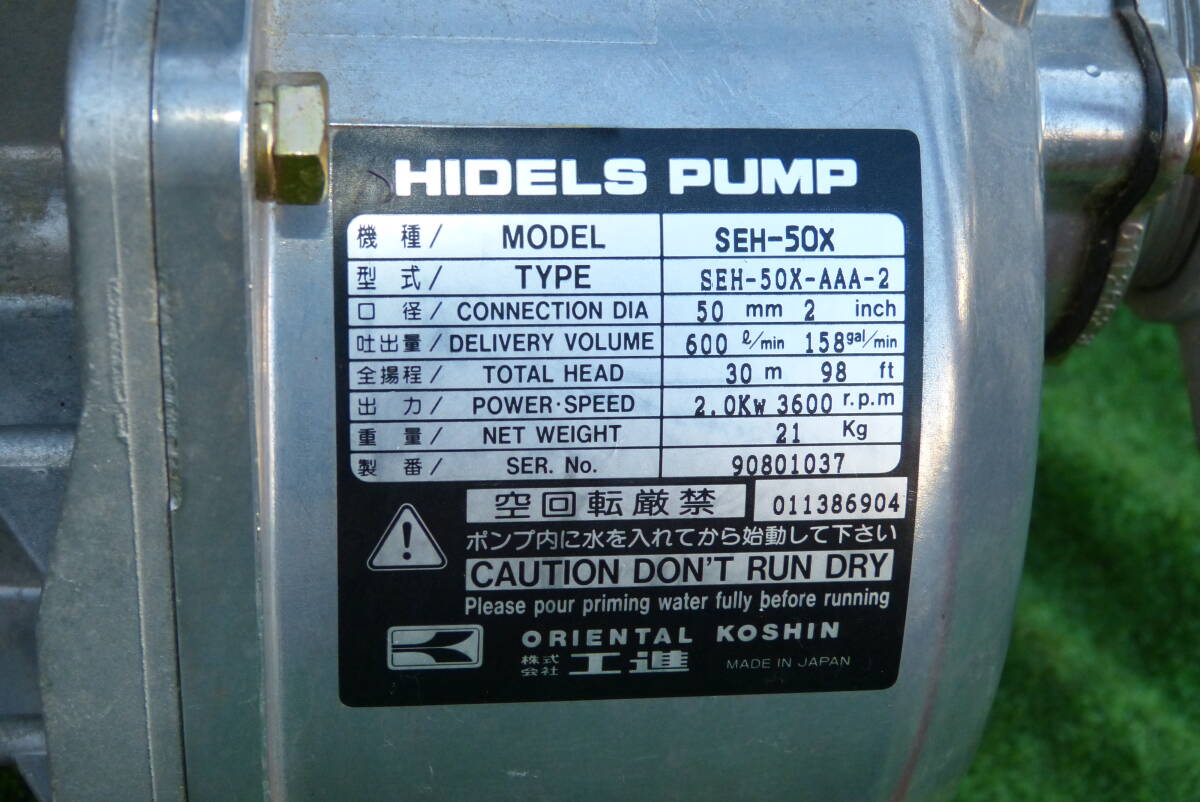 HIDELS PUMP
機種/ MODEL SEH-50X
型式/ TYPE SEH-50X-AAA-2
口径/ CONNECTION DIA 50 mm 2 inch
吐出量/ DELIVERY VOLUME 600 ℓ/min 158 gal/min
全揚程/ TOTAL HEAD 30 m 98 ft
出力/ POWER·SPEED 2.0Kw 3600 r.p.m
重量/ NET WEIGHT 21 Kg
製番/ SER. No. 90801037
空回転厳禁 011386904
ポンプ内に水を入れてから始動して下さい
CAUTION DON'T RUN DRY
Please pour priming water fully before running
ORIENTAL KOSHIN
株式会社 工進 MADE IN JAPAN